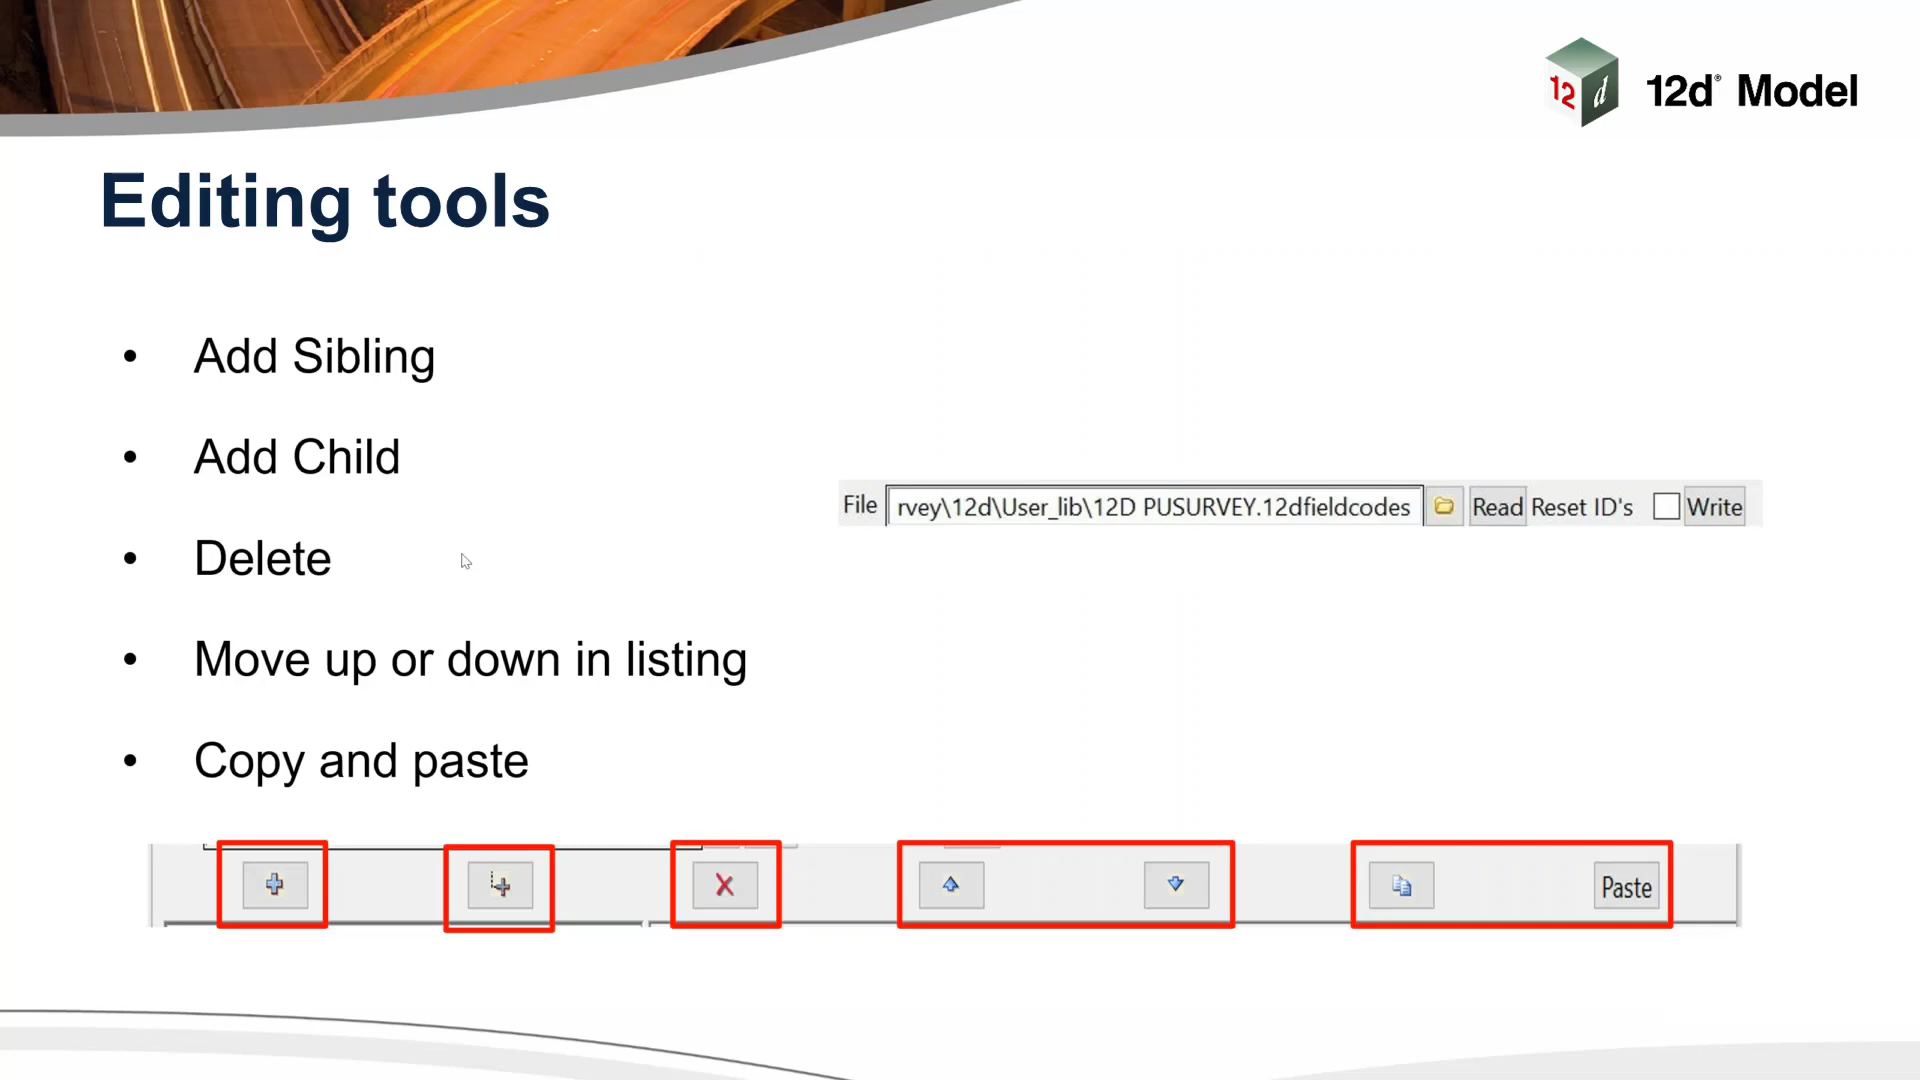 12d 12d® Model
Editing tools
• Add Sibling
• Add Child
File rvey\12d\User_lib\12D PUSURVEY.12dfieldcodes Read Reset ID's Write
• Delete
• Move up or down in listing
• Copy and paste
Paste